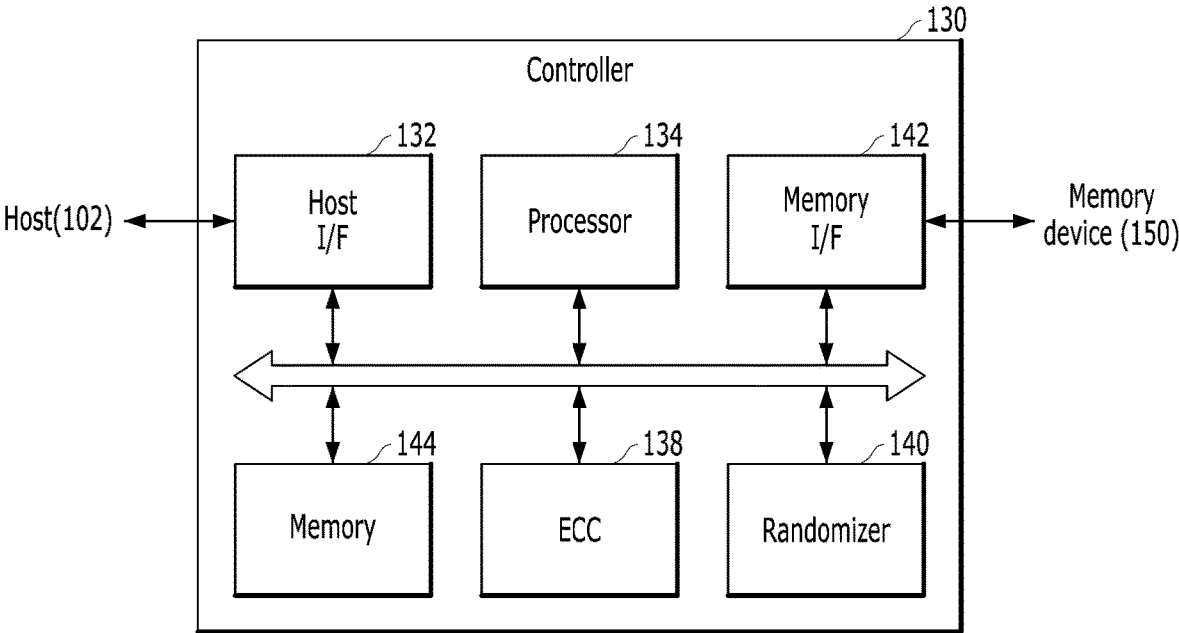 130
Controller
132
134
142
Host(102)
Host
I/F
Processor
Memory
I/F
Memory
device (150)
144
138
140
Memory
ECC
Randomizer